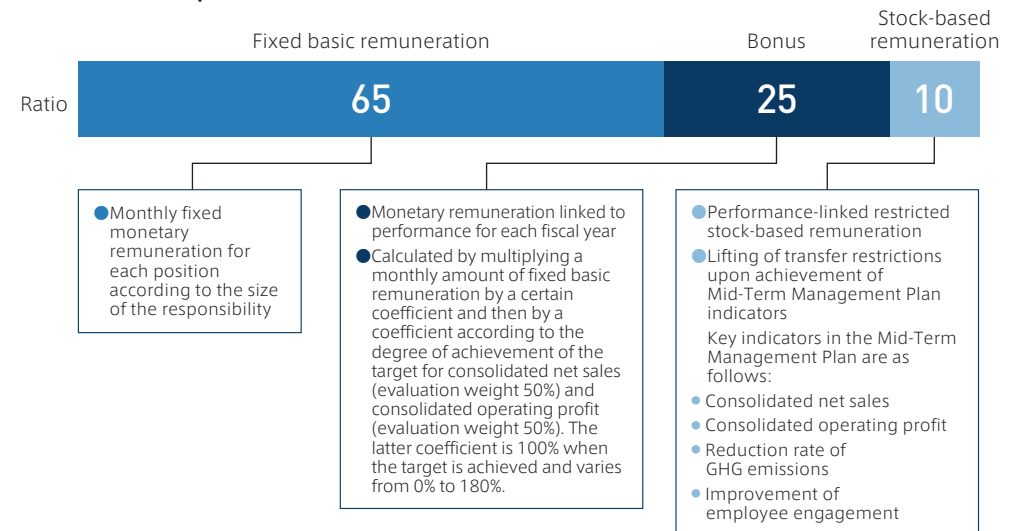 Fixed basic remuneration
Bonus
Stock-based
remuneration
Ratio
65
25
10
●Monthly fixed
monetary
remuneration for
each position
according to the size
of the responsibility
●Monetary remuneration linked to
performance for each fiscal year
●Calculated by multiplying a
monthly amount of fixed basic
remuneration by a certain
coefficient and then by a
coefficient according to the
degree of achievement of the
target for consolidated net sales
(evaluation weight 50%) and
consolidated operating profit
(evaluation weight 50%). The
latter coefficient is 100% when
the target is achieved and varies
from 0% to 180%.
●Performance-linked restricted
stock-based remuneration
●Lifting of transfer restrictions
upon achievement of
Mid-Term Management Plan
indicators
Key indicators in the Mid-Term
Management Plan are as
follows:
• Consolidated net sales
• Consolidated operating profit
• Reduction rate of
GHG emissions
• Improvement of
employee engagement